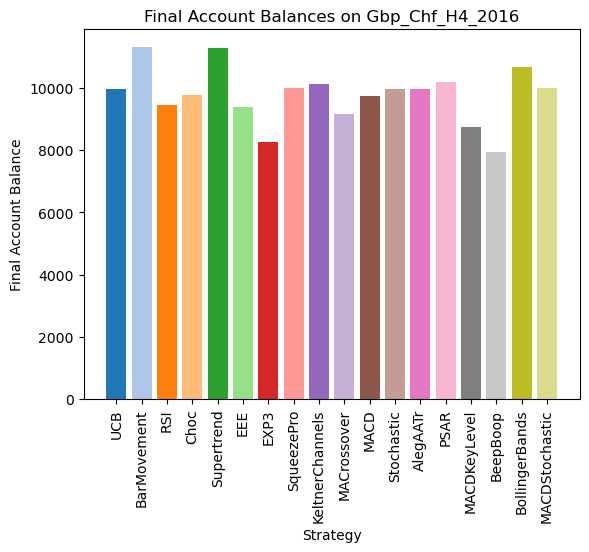 Final Account Balances on Gbp_Chf_H4_2016
Final Account Balance
10000
8000
6000
4000
2000
0
UCB
BarMovement
RSI
Choc
Supertrend
EEE
EXP3
SqueezePro
KeltnerChannels
MACrossover
MACD
Stochastic
AlegAATr
PSAR
MACDKeyLevel
BeepBoop
BollingerBands
MACDStochastic
Strategy